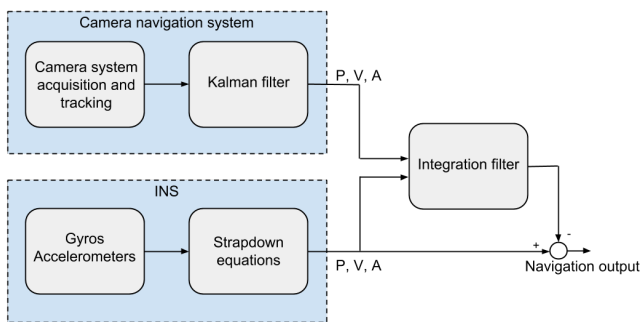 Camera navigation system
Camera system
acquisition and
tracking
Kalman filter
P, V, A
Integration filter
INS
Gyros
Accelerometers
Strapdown
equations
P, V, A
+
-
Navigation output